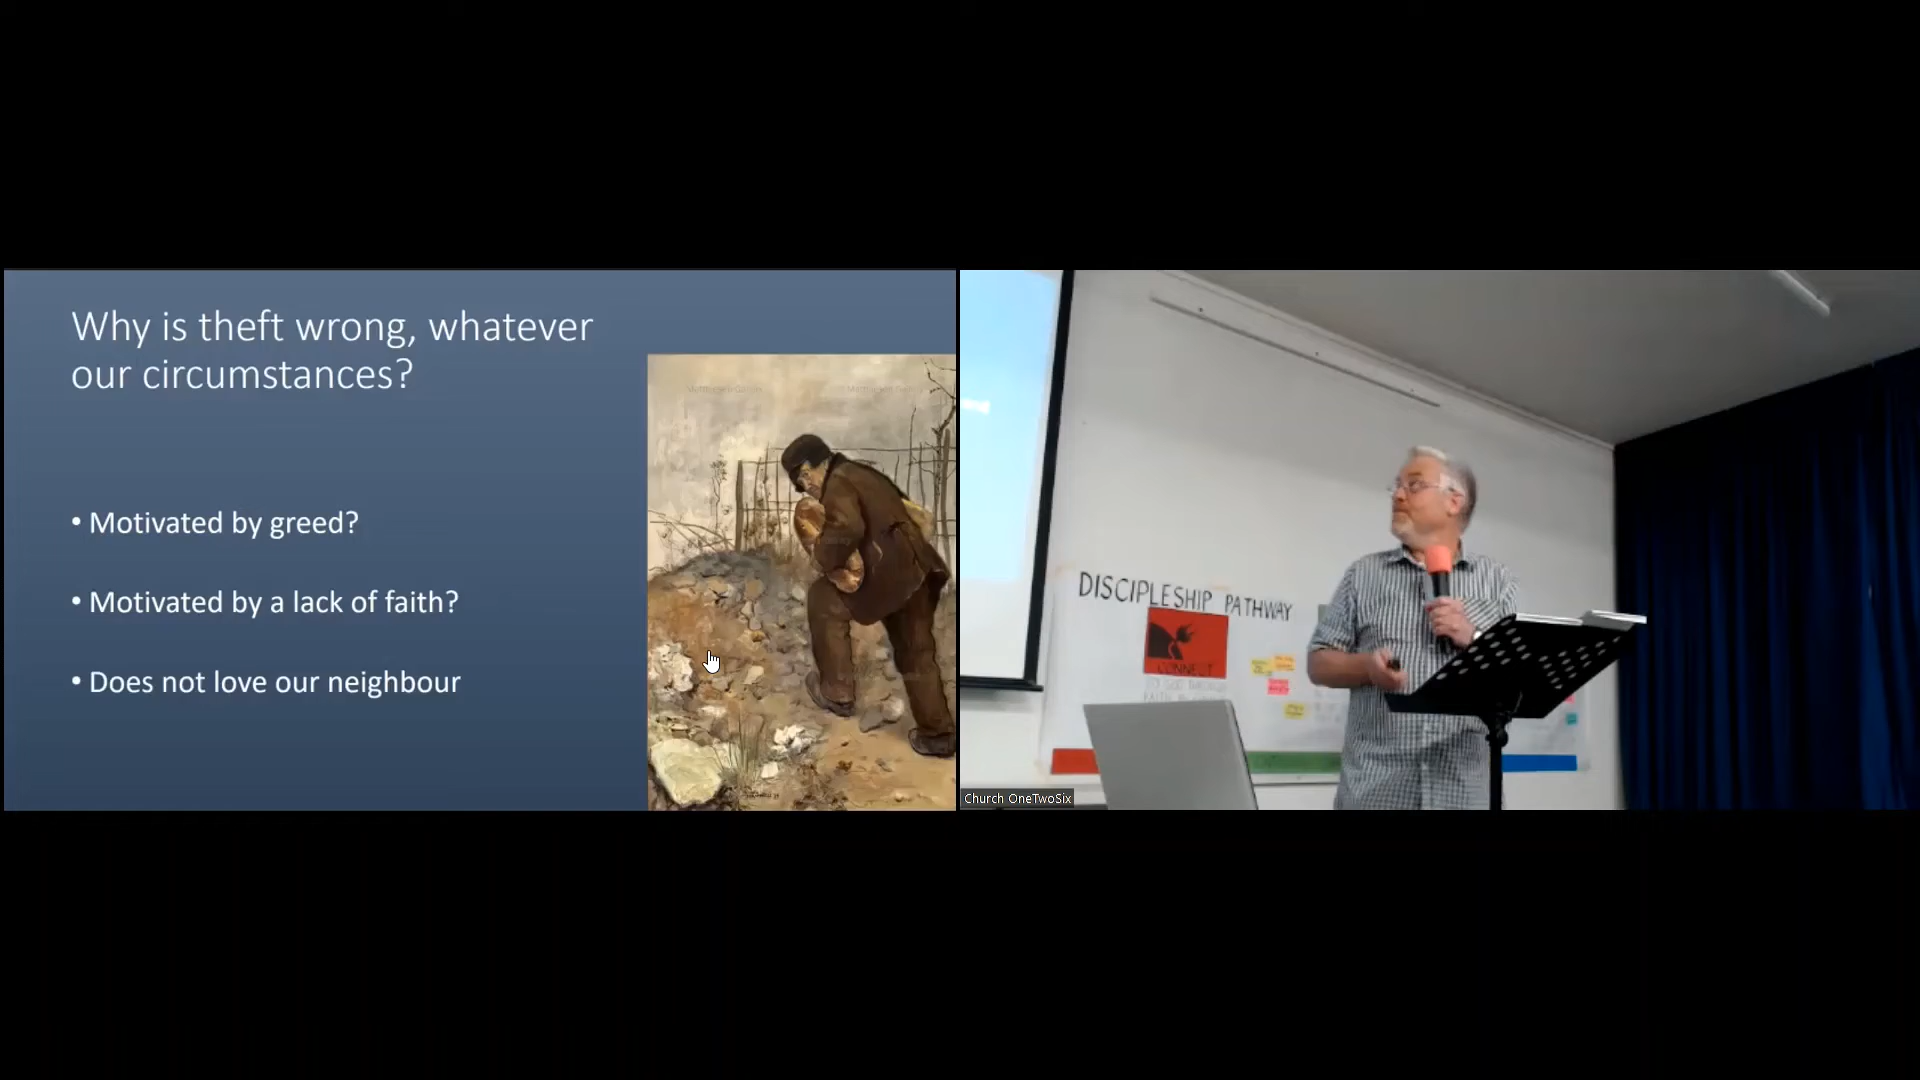 Why is theft wrong, whatever
our circumstances?
• Motivated by greed?
• Motivated by a lack of faith?
• Does not love our neighbour
DISCIPLESHIP PATHWAY
CONNECT
Church OneTwoSix